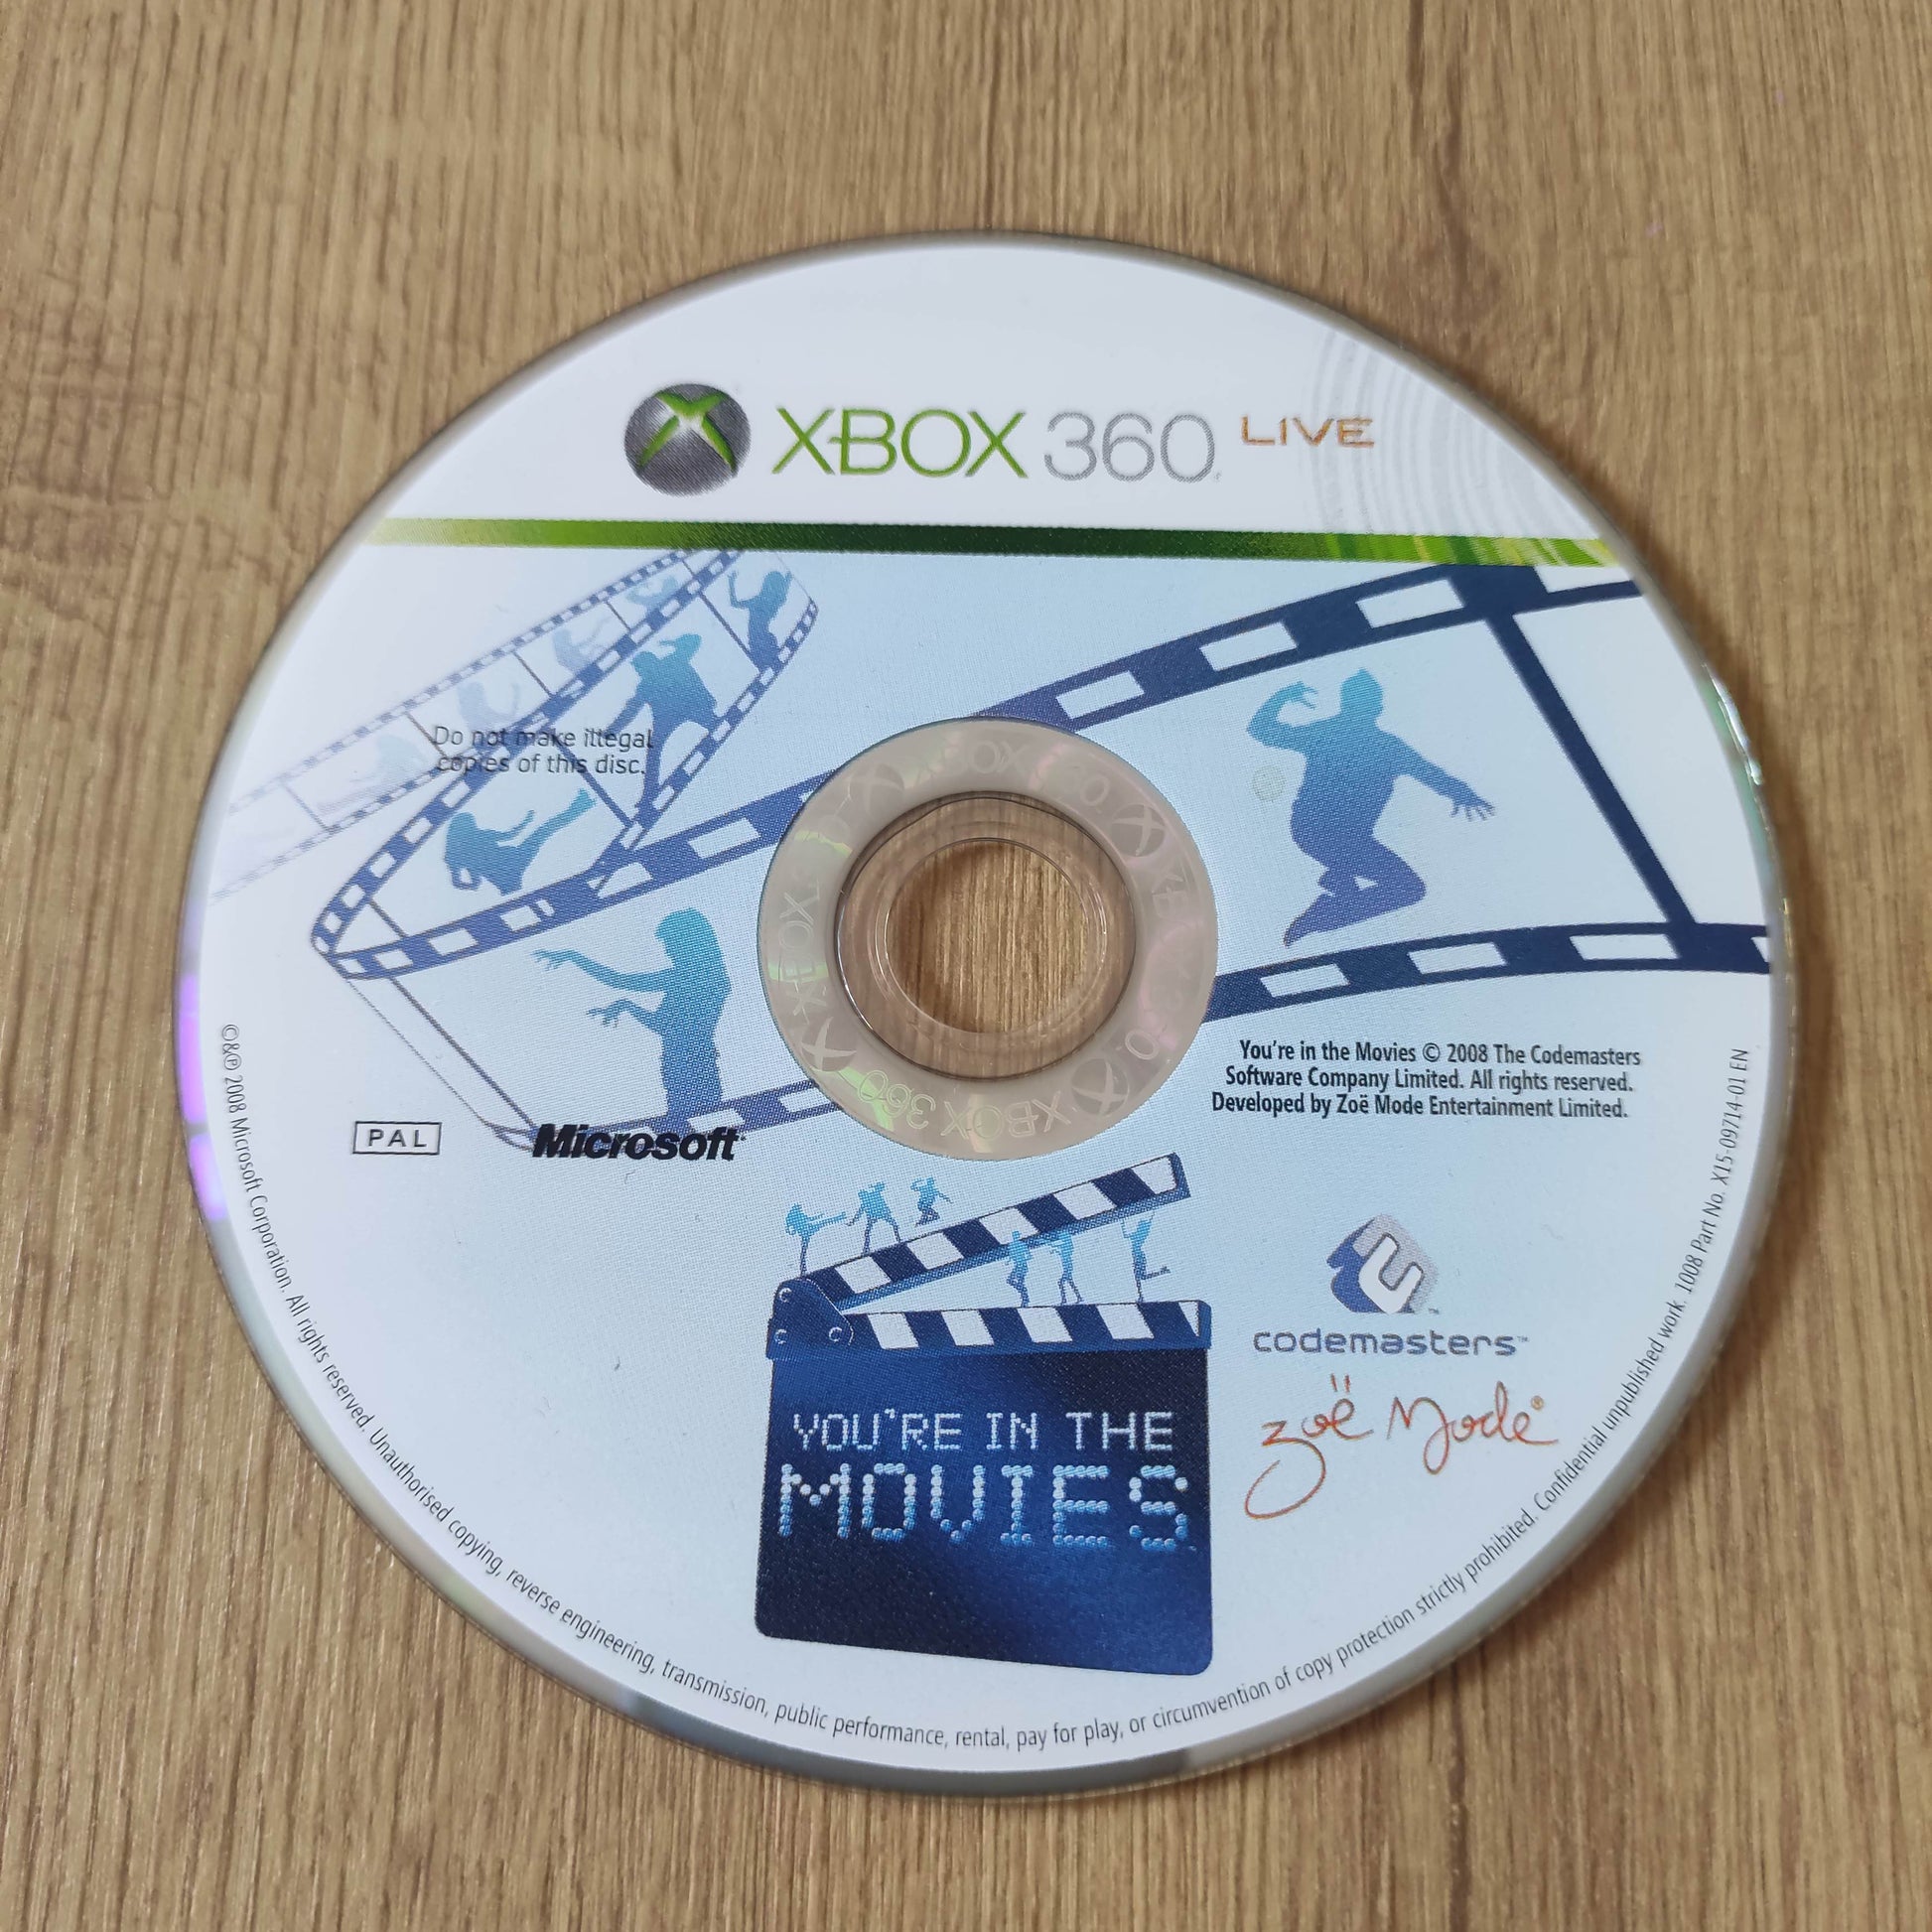 XBOX 360 LIVE
Do not make illegal
copies of this disc.
You're in the Movies © 2008 The Codemasters
Software Company Limited. All rights reserved.
Developed by Zoë Mode Entertainment Limited.
PAL
Microsoft
codemasters™
zoë Mode®
YOU'RE IN THE
MOVIES
©&℗ 2008 Microsoft Corporation. All rights reserved. Unauthorised copying, reverse engineering, transmission, public performance, rental, pay for play, or circumvention of copy protection strictly prohibited. Confidential unpublished work. 1008 Part No. X15-09714-01 EN
XBOX 360
XBOX